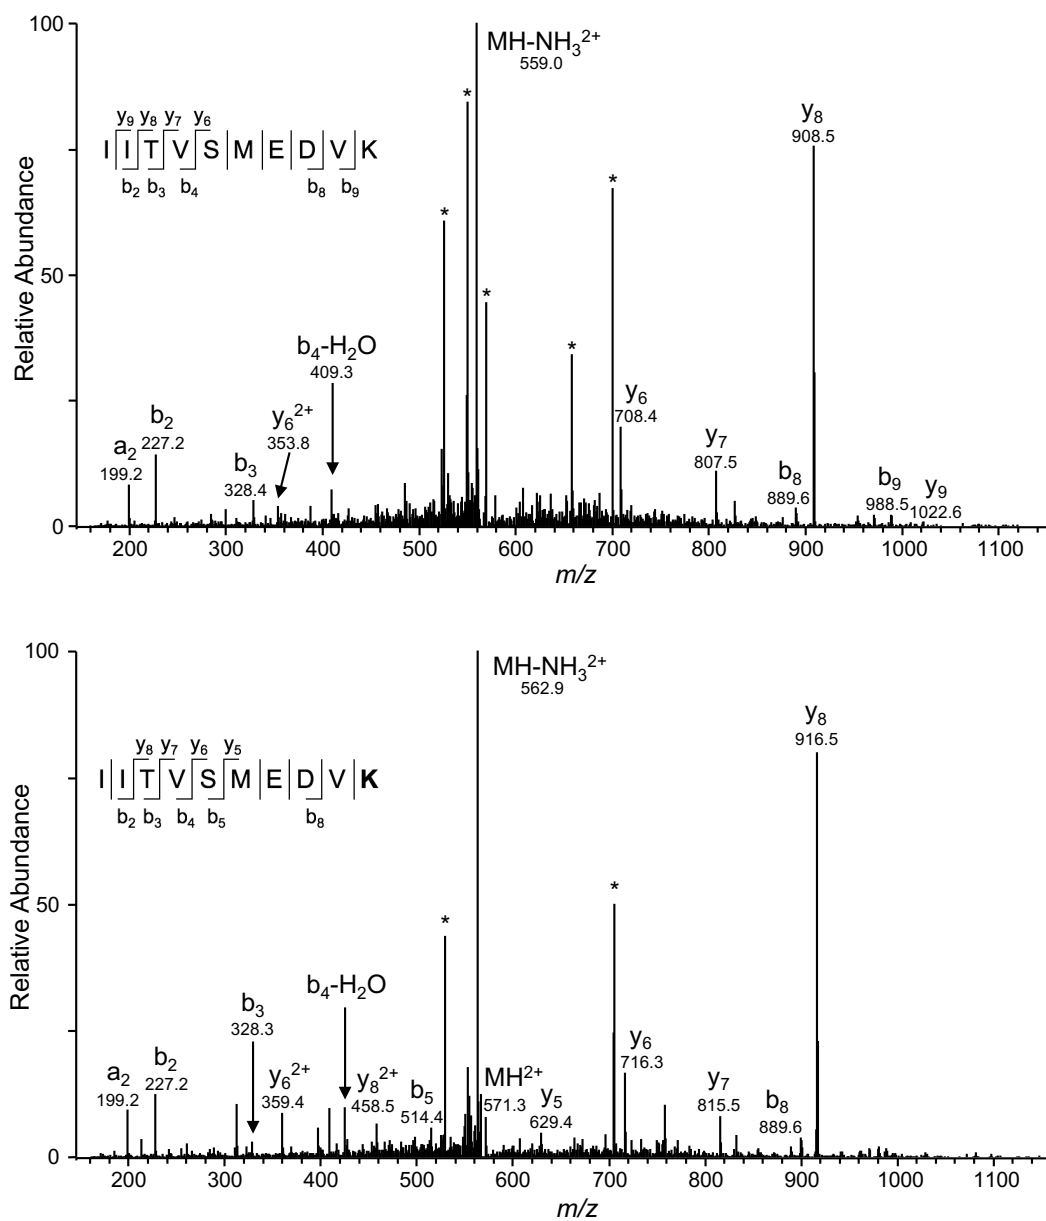 100
MH-NH₃²⁺
559.0
*
y₈
908.5
y₉ y₈ y₇ y₆
I I T V S M E D V K
b₂ b₃ b₄ b₈ b₉
*
*
50
*
*
b₄-H₂O
409.3
y₆
708.4
b₂
227.2
y₆²⁺
353.8
y₇
807.5
a₂
199.2
b₃
328.4
b₈
889.6
b₉
988.5
y₉
1022.6
0
Relative Abundance
200 300 400 500 600 700 800 900 1000 1100
m/z
100
MH-NH₃²⁺
562.9
y₈
916.5
y₈ y₇ y₆ y₅
I I T V S M E D V K
b₂ b₃ b₄ b₅ b₈
*
50
*
b₄-H₂O
b₃
328.3
y₆
716.3
a₂
199.2
b₂
227.2
y₆²⁺
359.4
y₈²⁺
458.5
b₅
514.4
MH²⁺
571.3
y₅
629.4
y₇
815.5
b₈
889.6
0
Relative Abundance
200 300 400 500 600 700 800 900 1000 1100
m/z